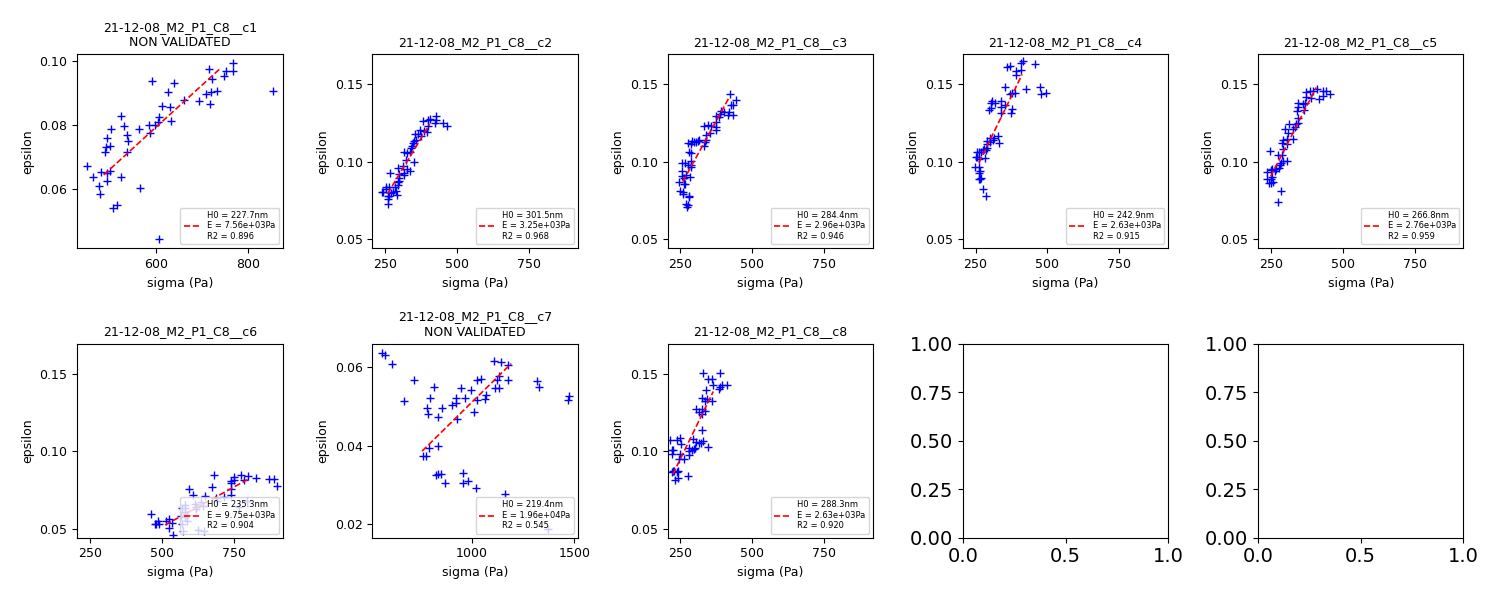 21-12-08_M2_P1_C8__c1
NON VALIDATED
0.10
0.08
0.06
epsilon
600
800
sigma (Pa)
H0 = 227.7nm
E = 7.56e+03Pa
R2 = 0.896
21-12-08_M2_P1_C8__c2
0.15
0.10
0.05
epsilon
250
500
750
sigma (Pa)
H0 = 301.5nm
E = 3.25e+03Pa
R2 = 0.968
21-12-08_M2_P1_C8__c3
0.15
0.10
0.05
epsilon
250
500
750
sigma (Pa)
H0 = 284.4nm
E = 2.96e+03Pa
R2 = 0.946
21-12-08_M2_P1_C8__c4
0.15
0.10
0.05
epsilon
250
500
750
sigma (Pa)
H0 = 242.9nm
E = 2.63e+03Pa
R2 = 0.915
21-12-08_M2_P1_C8__c5
0.15
0.10
0.05
epsilon
250
500
750
sigma (Pa)
H0 = 266.8nm
E = 2.76e+03Pa
R2 = 0.959
21-12-08_M2_P1_C8__c6
0.15
0.10
0.05
epsilon
250
500
750
sigma (Pa)
H0 = 235.3nm
E = 9.75e+03Pa
R2 = 0.904
21-12-08_M2_P1_C8__c7
NON VALIDATED
0.06
0.04
0.02
epsilon
1000
1500
sigma (Pa)
H0 = 219.4nm
E = 1.96e+04Pa
R2 = 0.545
21-12-08_M2_P1_C8__c8
0.15
0.10
0.05
epsilon
250
500
750
sigma (Pa)
H0 = 288.3nm
E = 2.63e+03Pa
R2 = 0.920
1.00
0.75
0.50
0.25
0.00
0.0
0.5
1.0
1.00
0.75
0.50
0.25
0.00
0.0
0.5
1.0